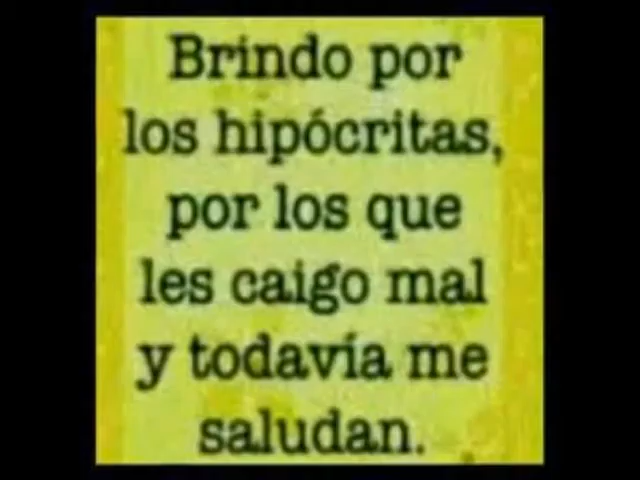 Brindo por
los hipócritas,
por los que
les caigo mal
y todavía me
saludan.